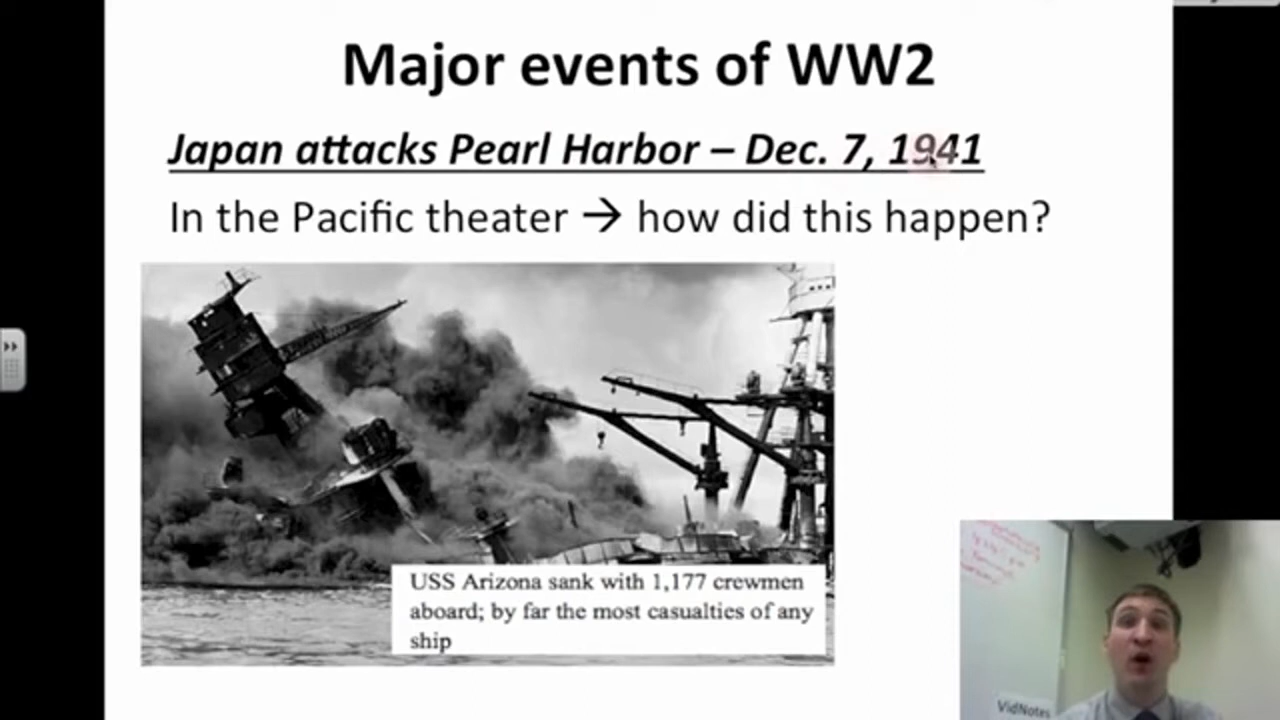 Major events of WW2
Japan attacks Pearl Harbor – Dec. 7, 1941
In the Pacific theater → how did this happen?
USS Arizona sank with 1,177 crewmen
aboard; by far the most casualties of any
ship
VidNotes